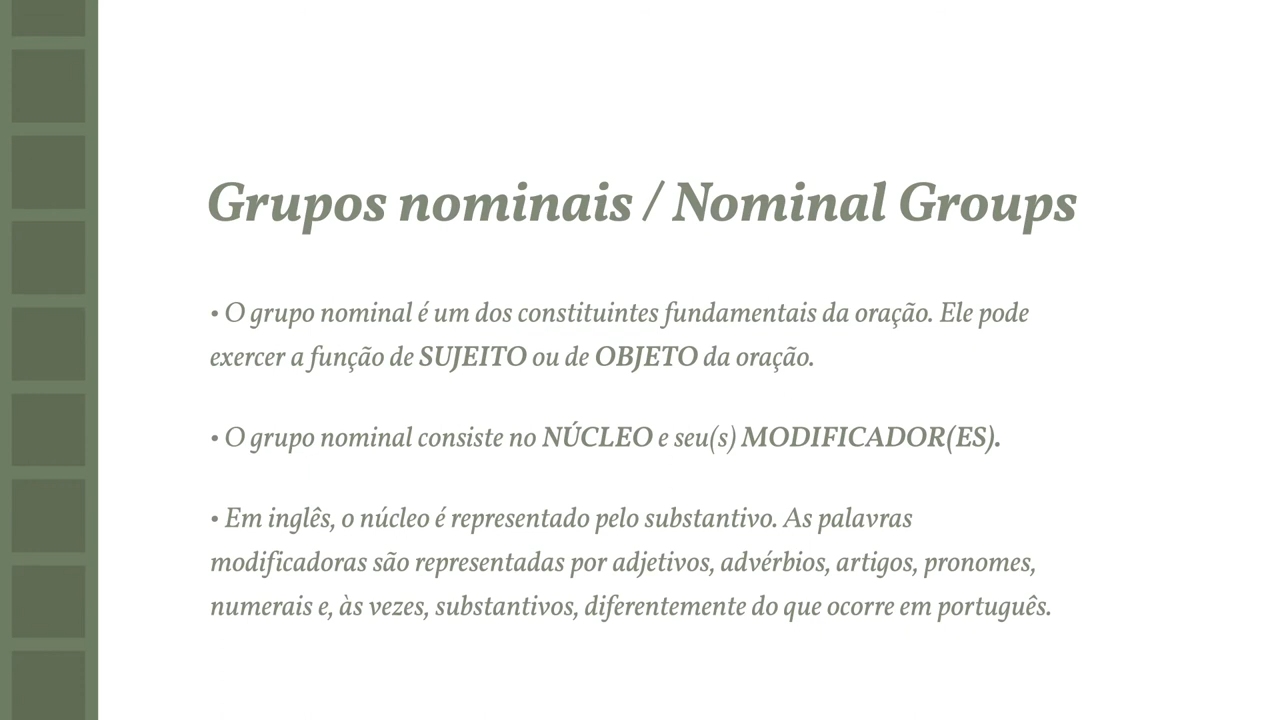 Grupos nominais / Nominal Groups
• O grupo nominal é um dos constituintes fundamentais da oração. Ele pode
exercer a função de SUJEITO ou de OBJETO da oração.
• O grupo nominal consiste no NÚCLEO e seu(s) MODIFICADOR(ES).
• Em inglês, o núcleo é representado pelo substantivo. As palavras
modificadoras são representadas por adjetivos, advérbios, artigos, pronomes,
numerais e, às vezes, substantivos, diferentemente do que ocorre em português.